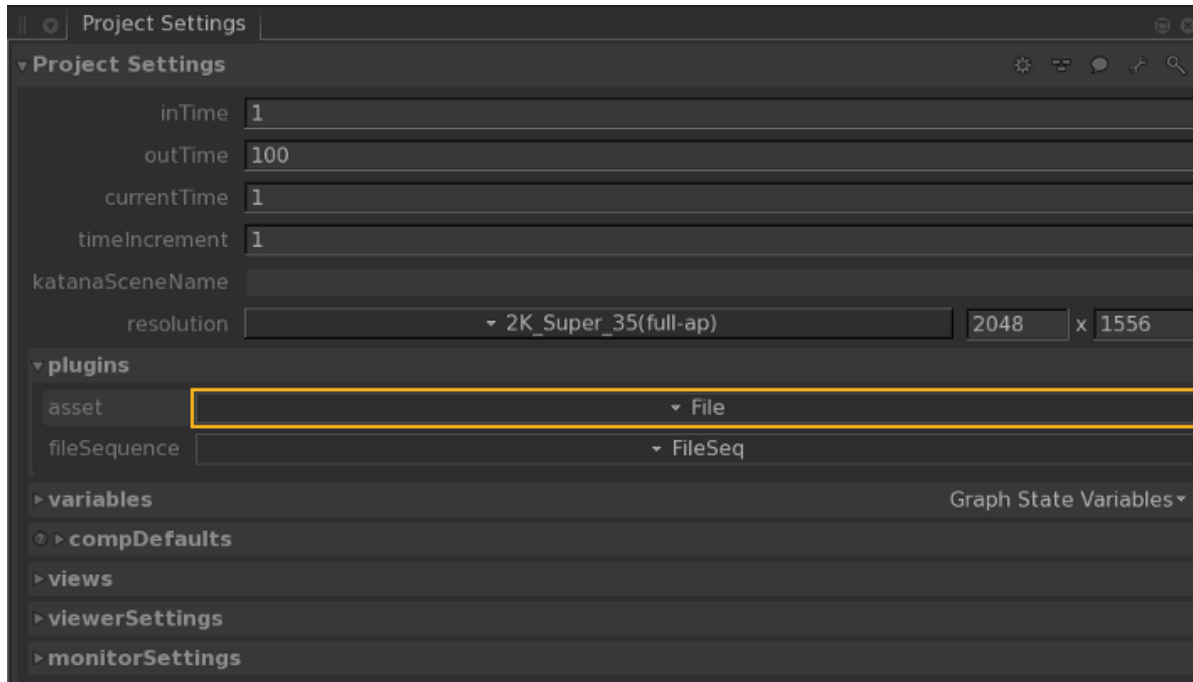 Project Settings
Project Settings
inTime 1
outTime 100
currentTime 1
timeIncrement 1
katanaSceneName
resolution 2K_Super_35(full-ap) 2048 x 1556
plugins
asset File
fileSequence FileSeq
variables Graph State Variables
? compDefaults
views
viewerSettings
monitorSettings